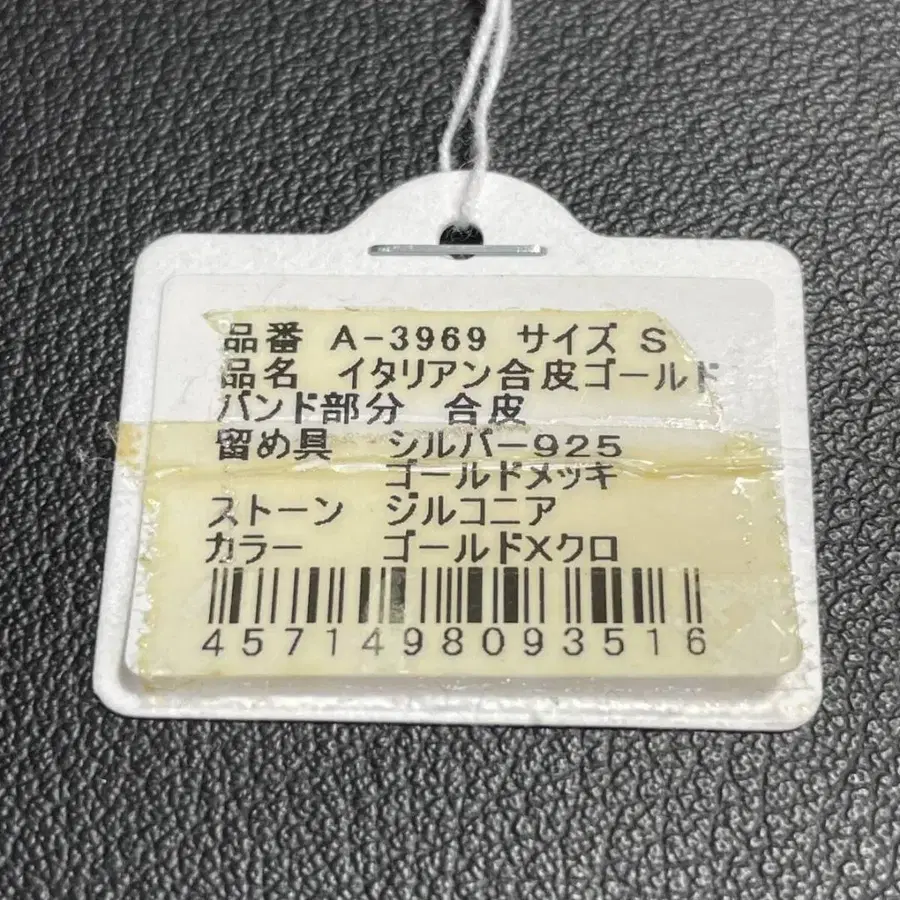 品番 A-3969 サイズ S
品名 イタリアン合皮ゴールド
バンド部分 合皮
留め具 シルバー925
ゴールドメッキ
ストーン ジルコニア
カラー ゴールドXクロ
4571498093516